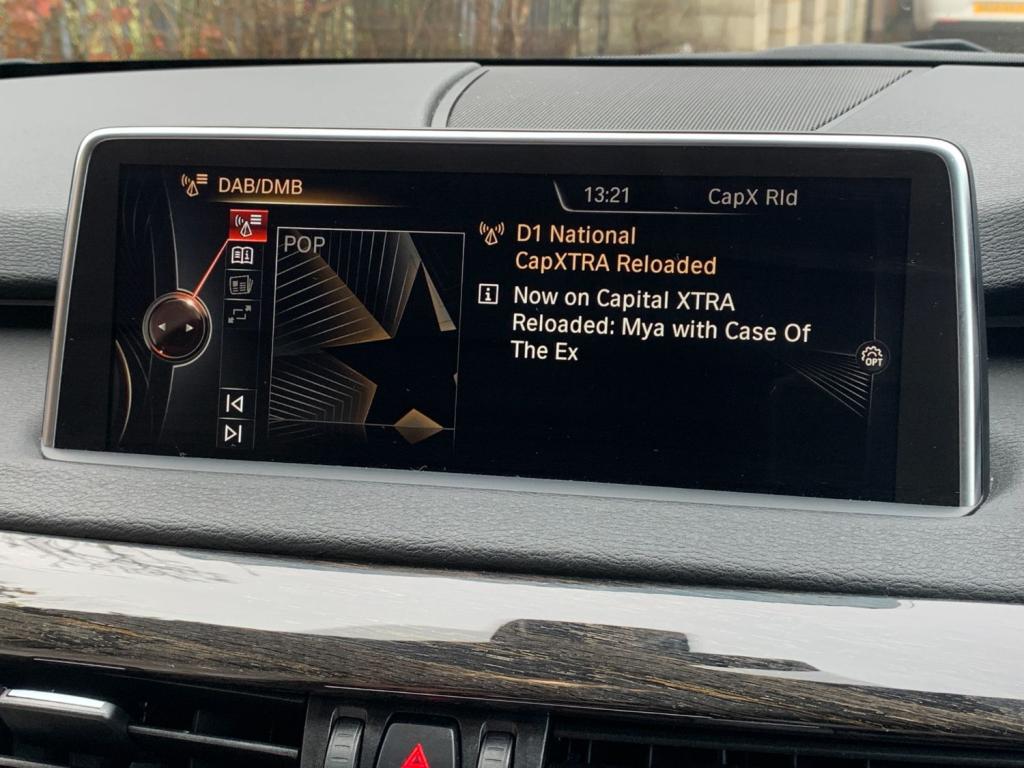 DAB/DMB
13:21
CapX Rld
POP
D1 National
CapXTRA Reloaded
Now on Capital XTRA
Reloaded: Mya with Case Of
The Ex
OPT